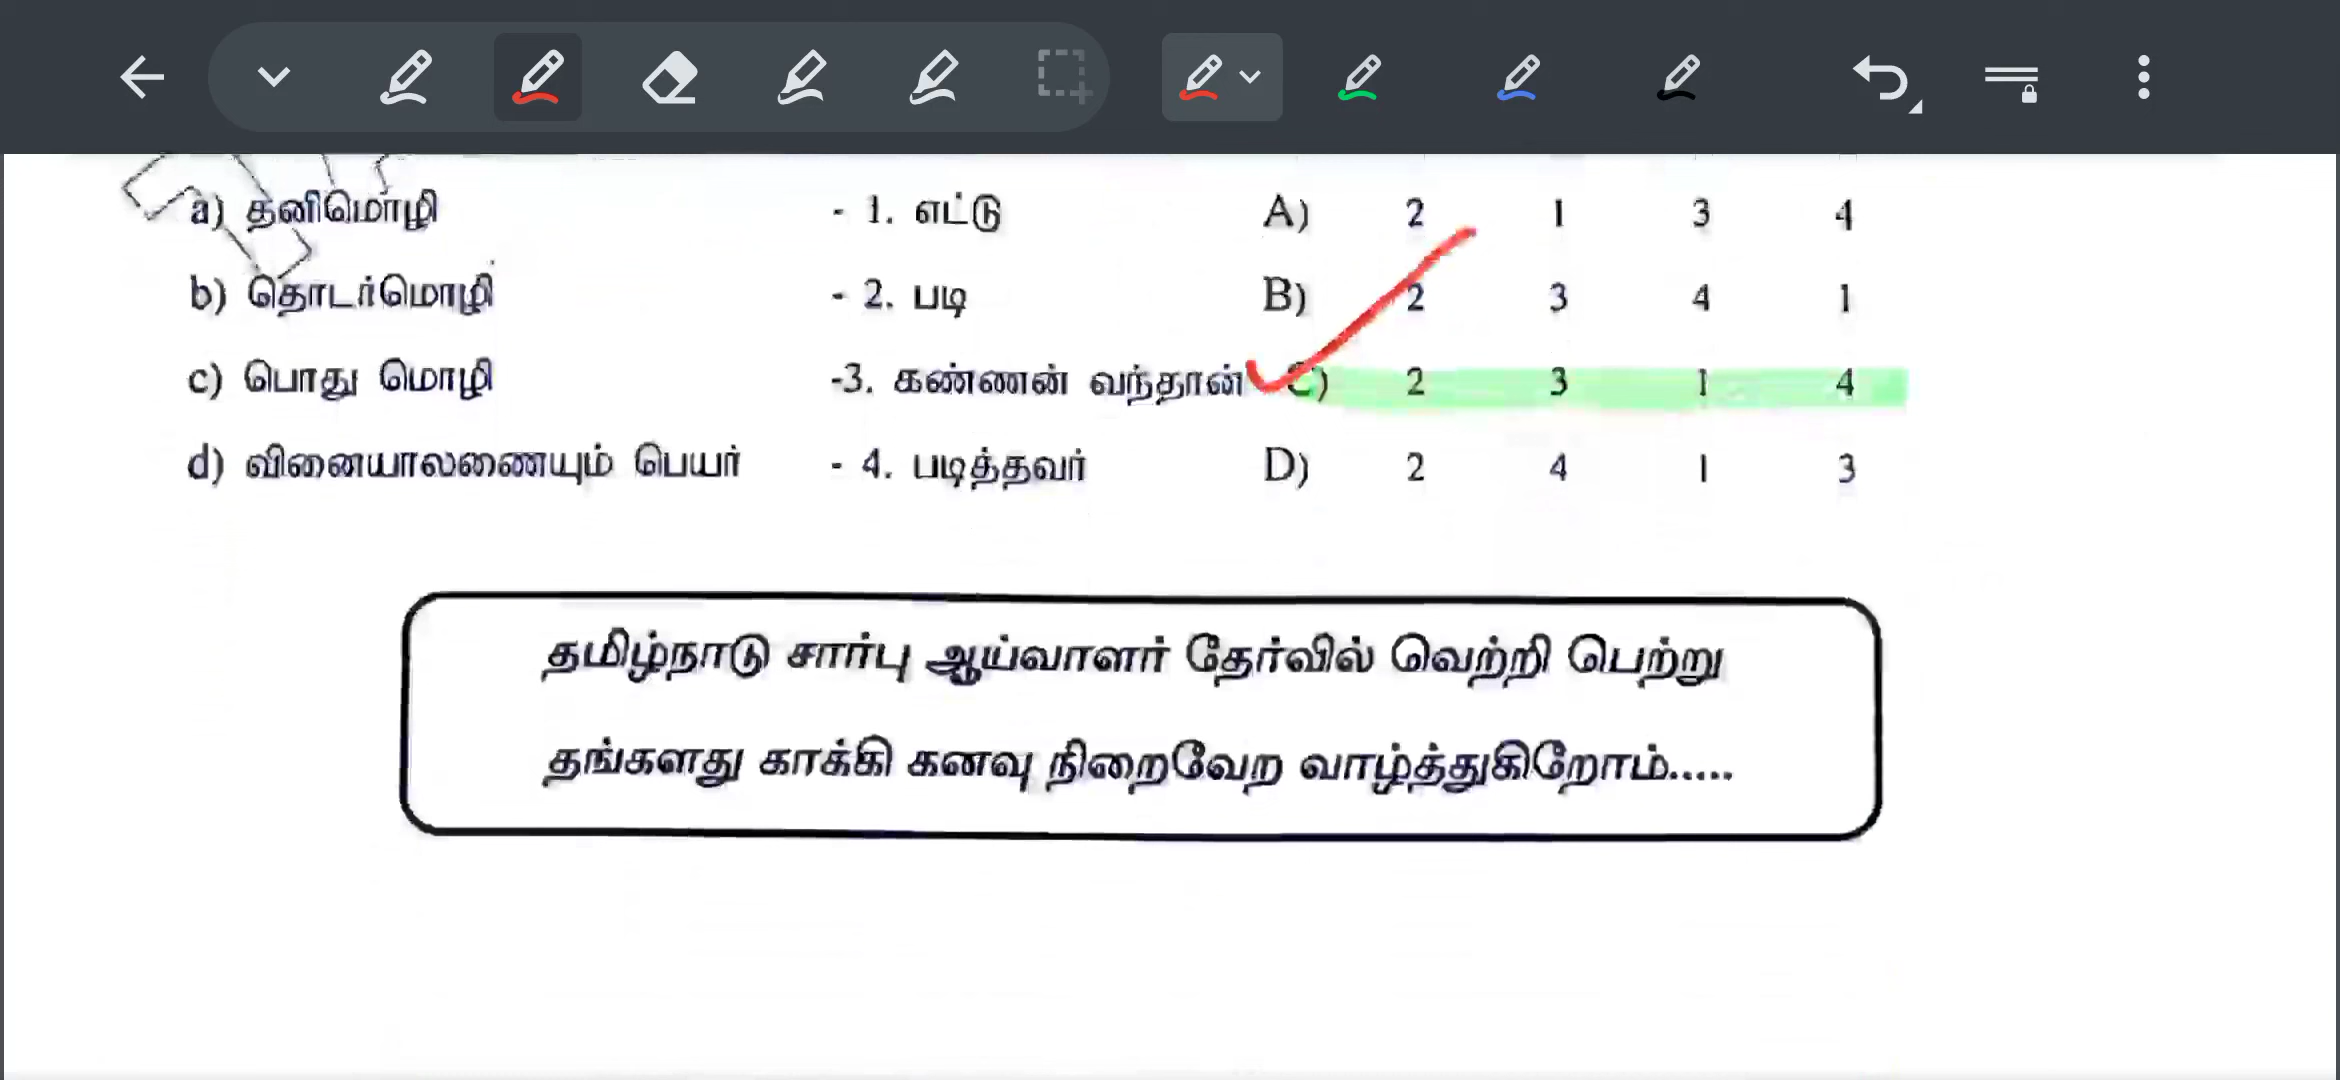 a) தனிமொழி - 1. எட்டு A) 2 1 3 4
b) தொடர்மொழி - 2. படி B) 2 3 4 1
c) பொது மொழி -3. கண்ணன் வந்தான் C) 2 3 1 4
d) வினையாலணையும் பெயர் - 4. படித்தவர் D) 2 4 1 3
தமிழ்நாடு சார்பு ஆய்வாளர் தேர்வில் வெற்றி பெற்று
தங்களது காக்கி கனவு நிறைவேற வாழ்த்துகிறோம்.....